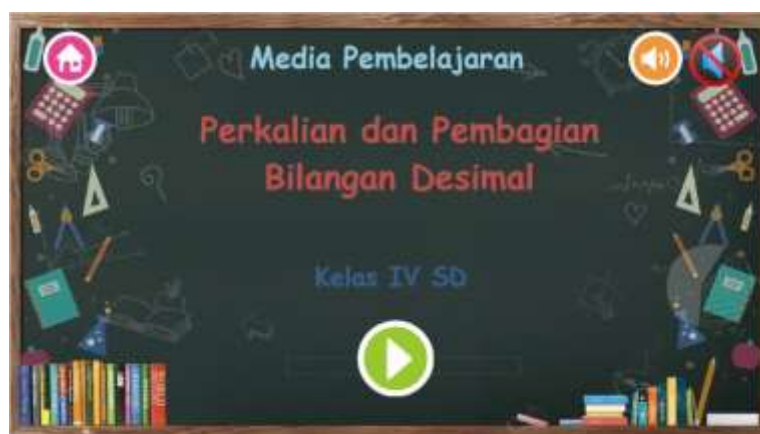 Media Pembelajaran
Perkalian dan Pembagian
Bilangan Desimal
Kelas IV SD